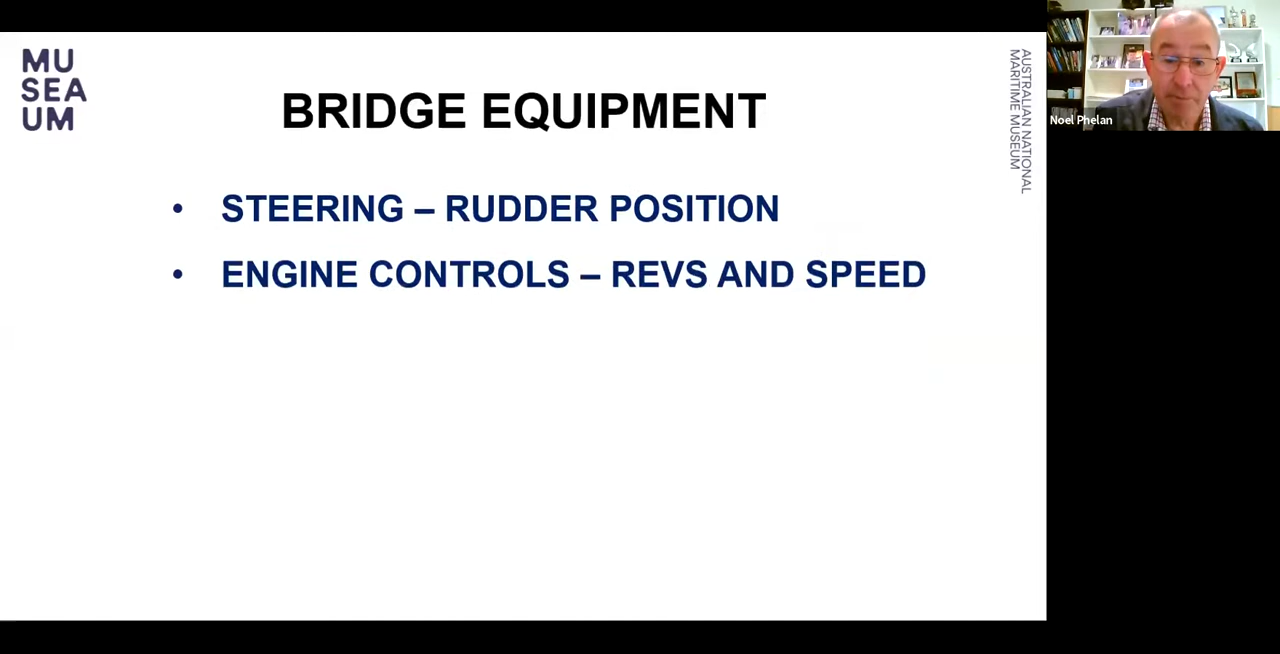 MU
SEA
UM
BRIDGE EQUIPMENT
AUSTRALIAN NATIONAL
MARITIME MUSEUM
• STEERING – RUDDER POSITION
• ENGINE CONTROLS – REVS AND SPEED
Noel Phelan